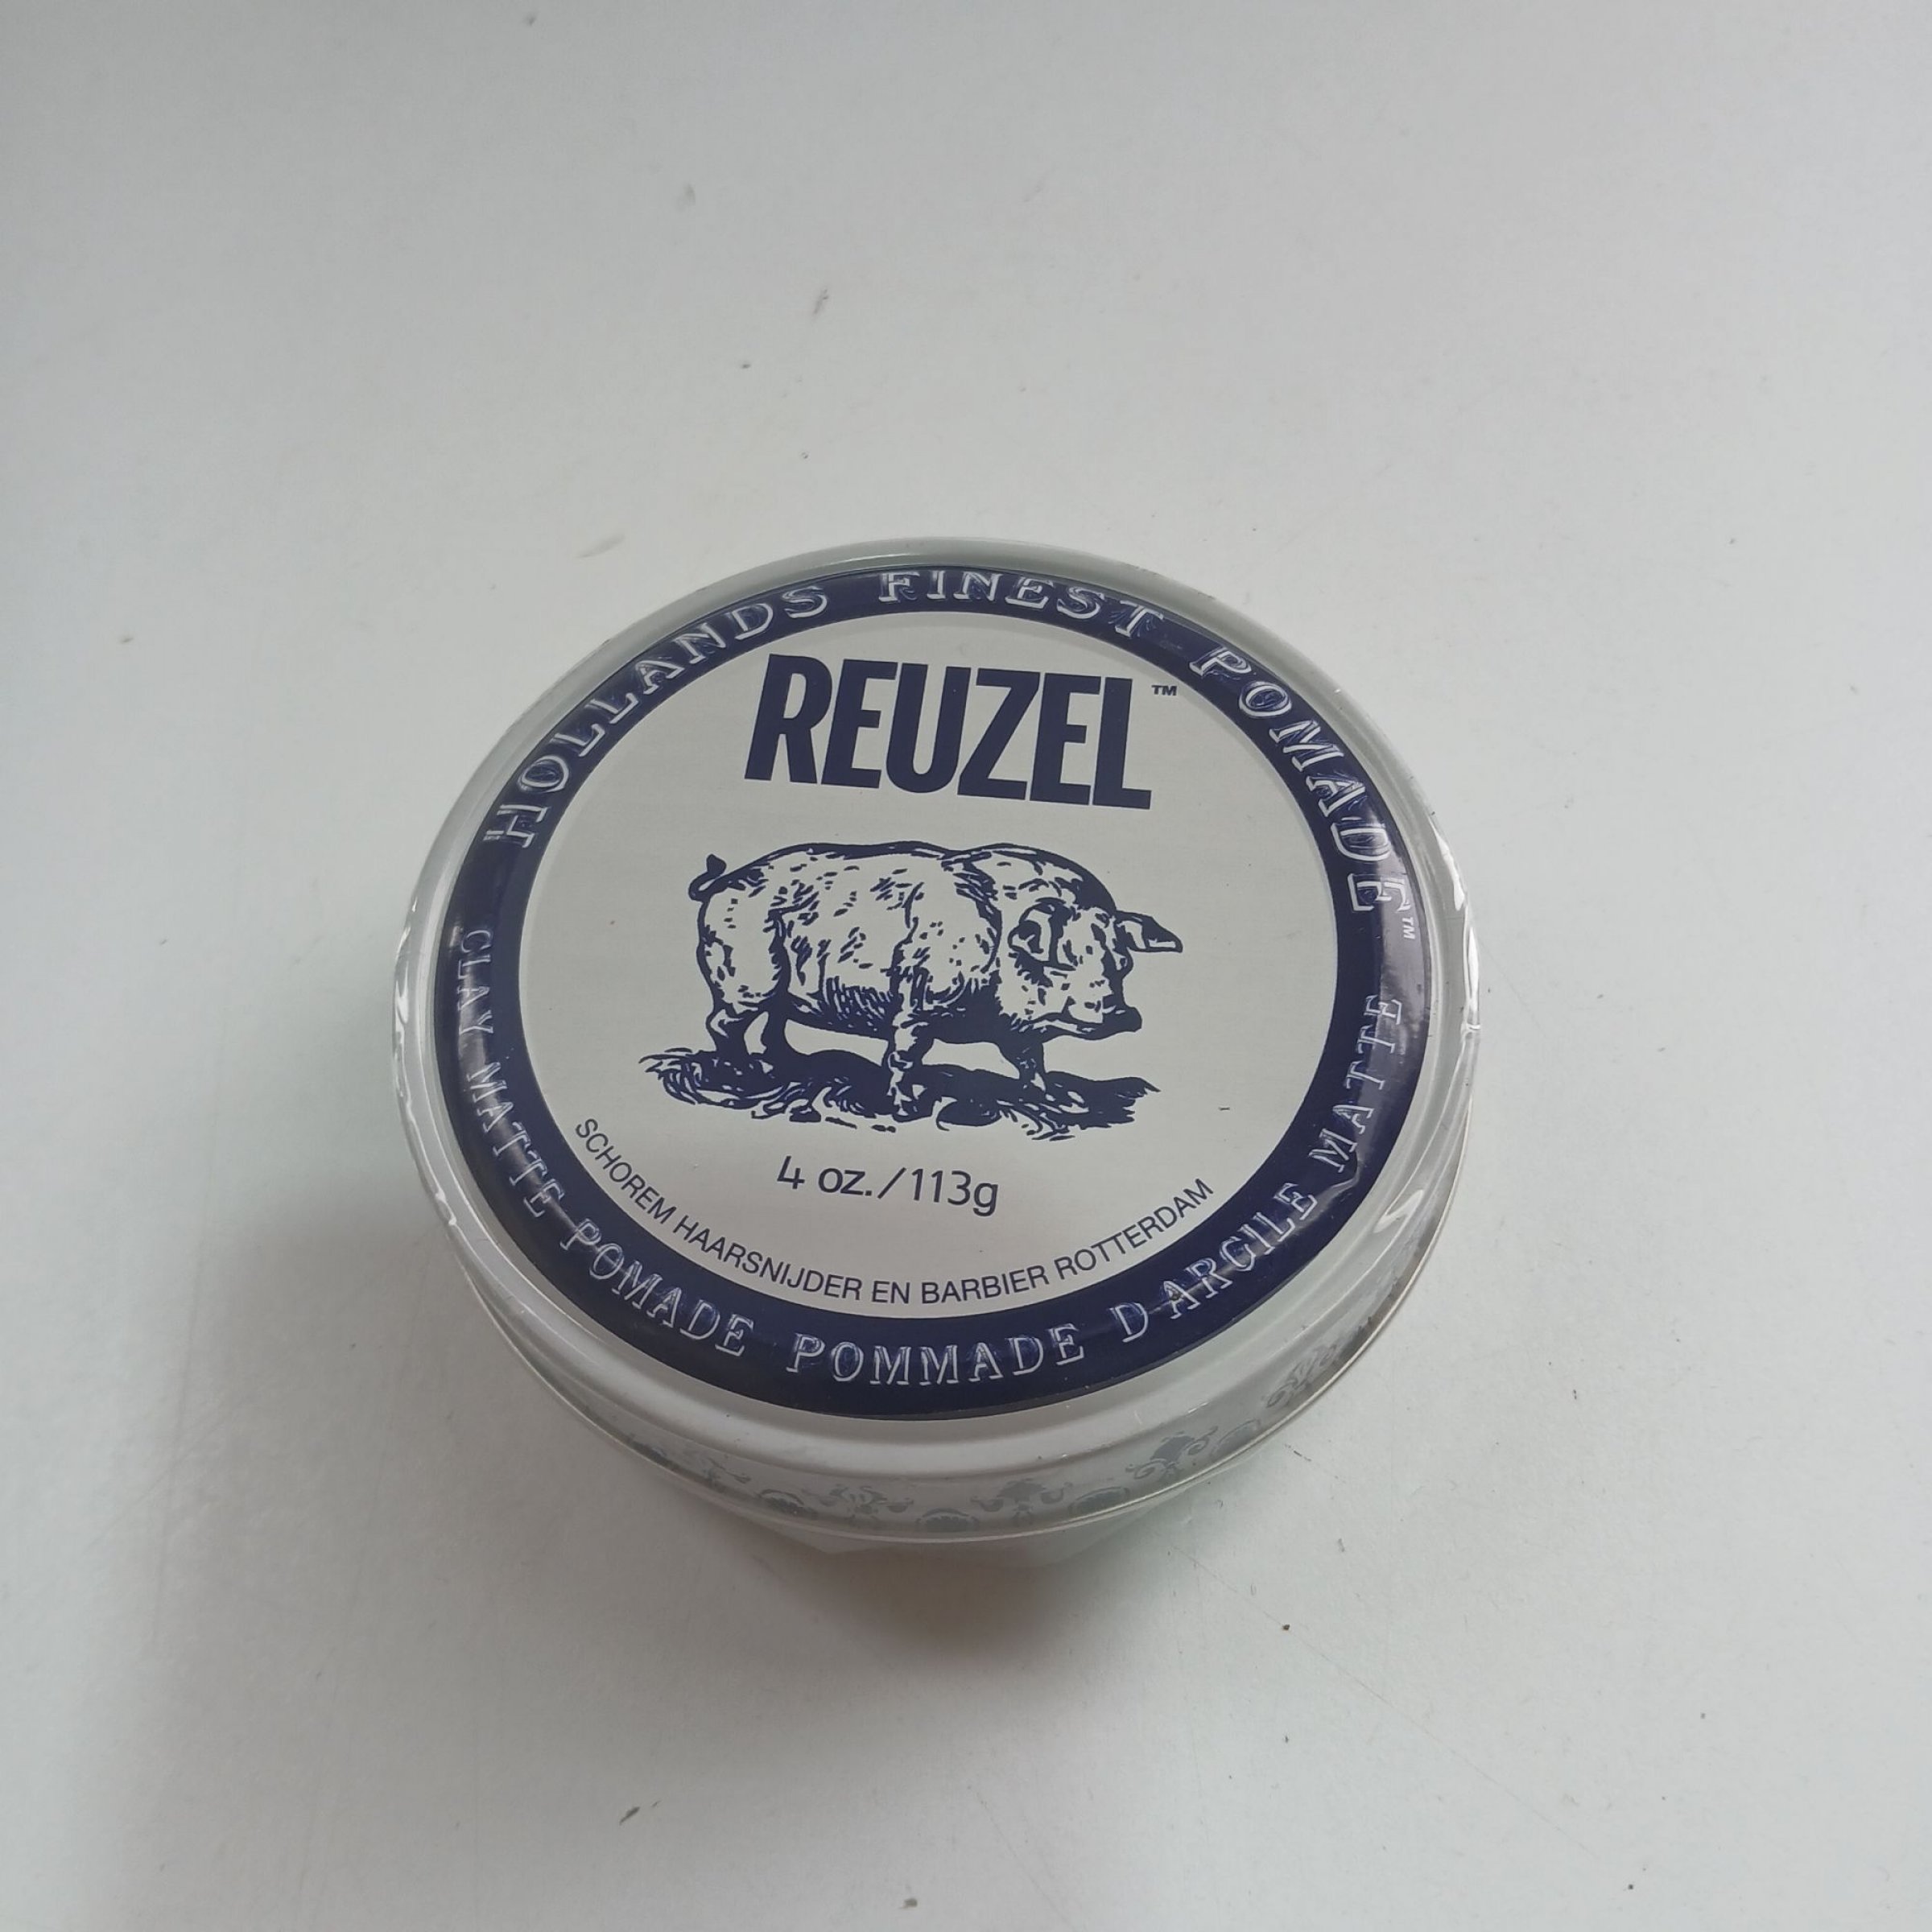 HOLLANDS FINEST POMADE™
REUZEL™
4 oz./113g
SCHOREM HAARSNIJDER EN BARBIER ROTTERDAM
CLAY MATTE POMADE POMMADE D ARGILE MATTE